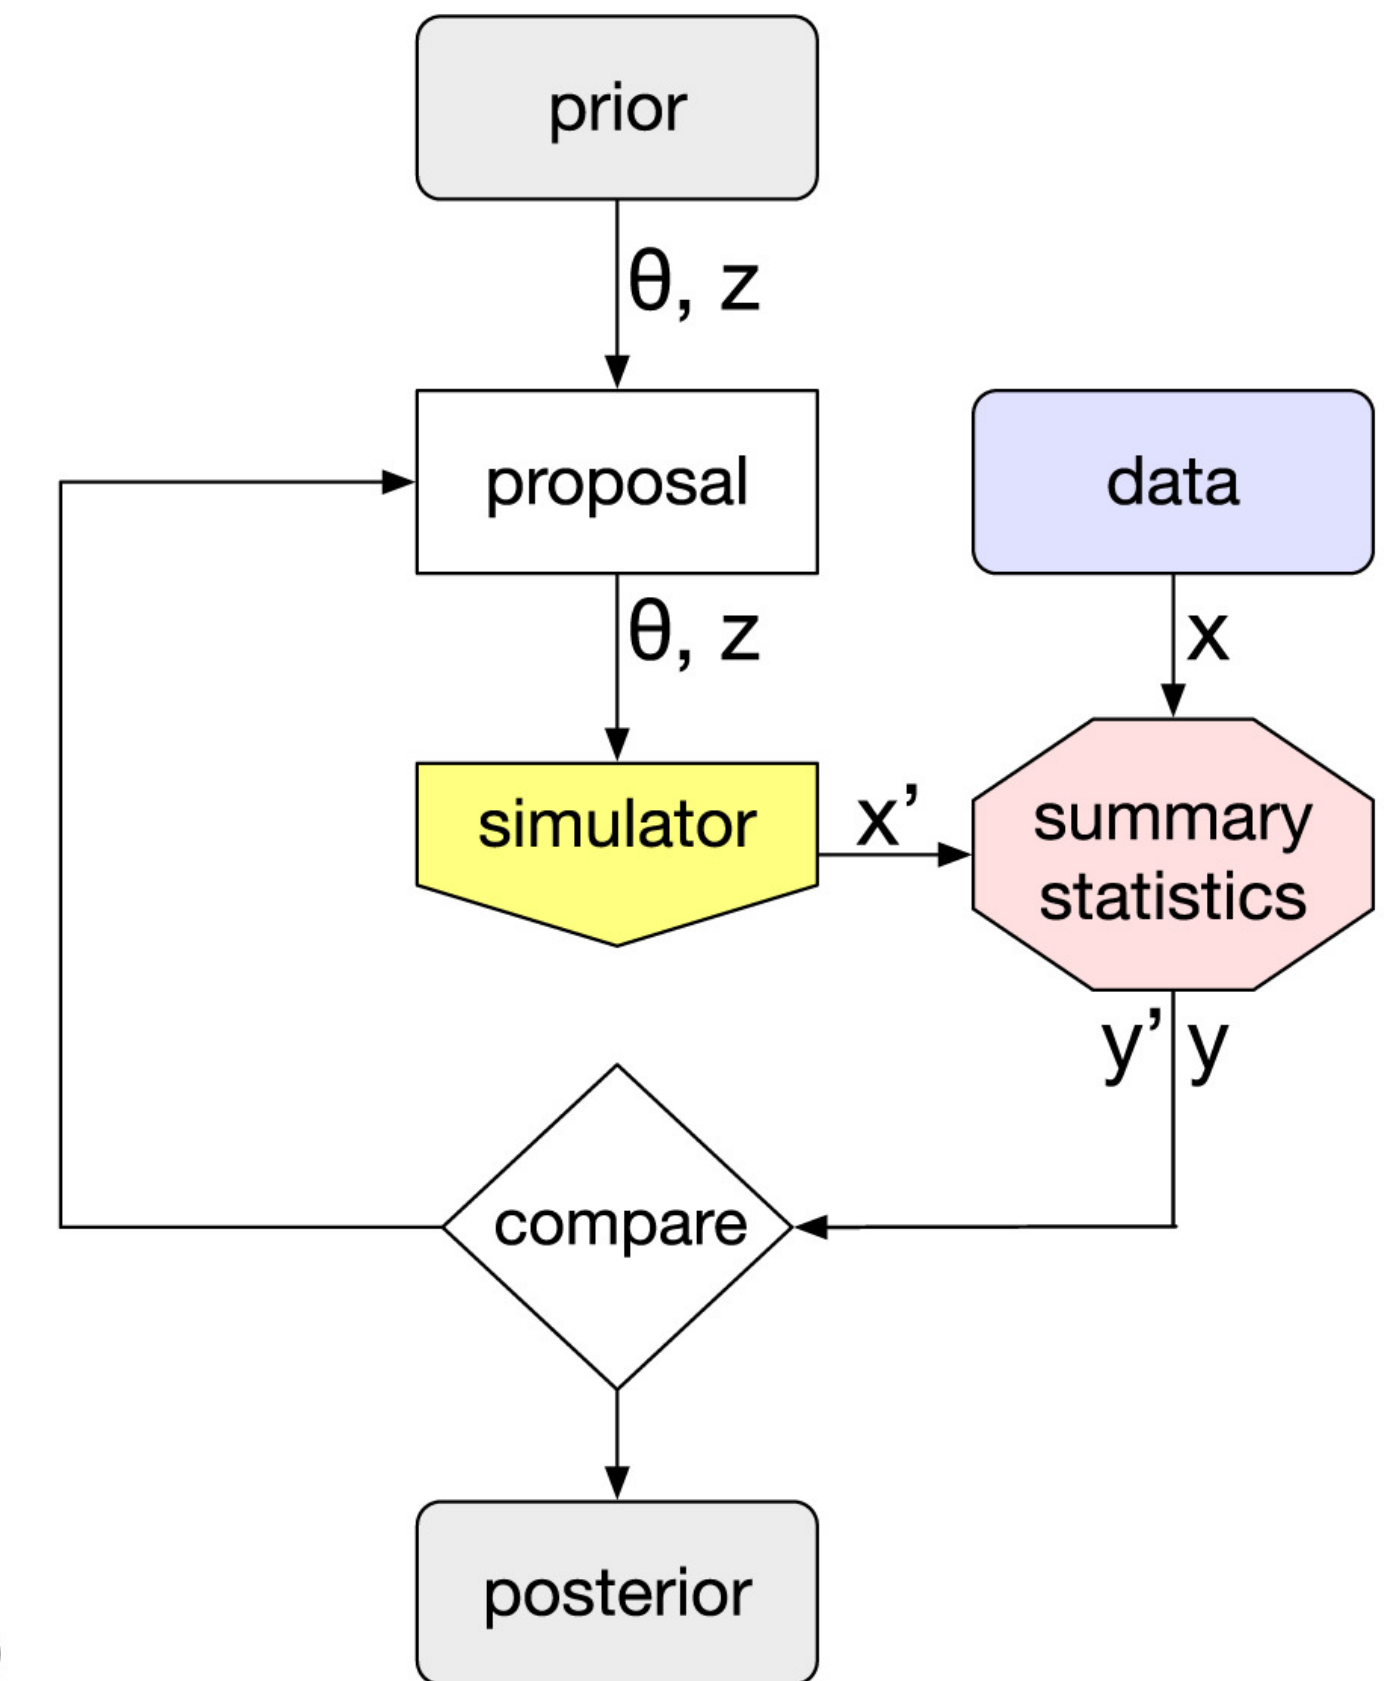 prior
θ, z
proposal
data
θ, z
x
simulator
x’
summary
statistics
y’ y
compare
posterior